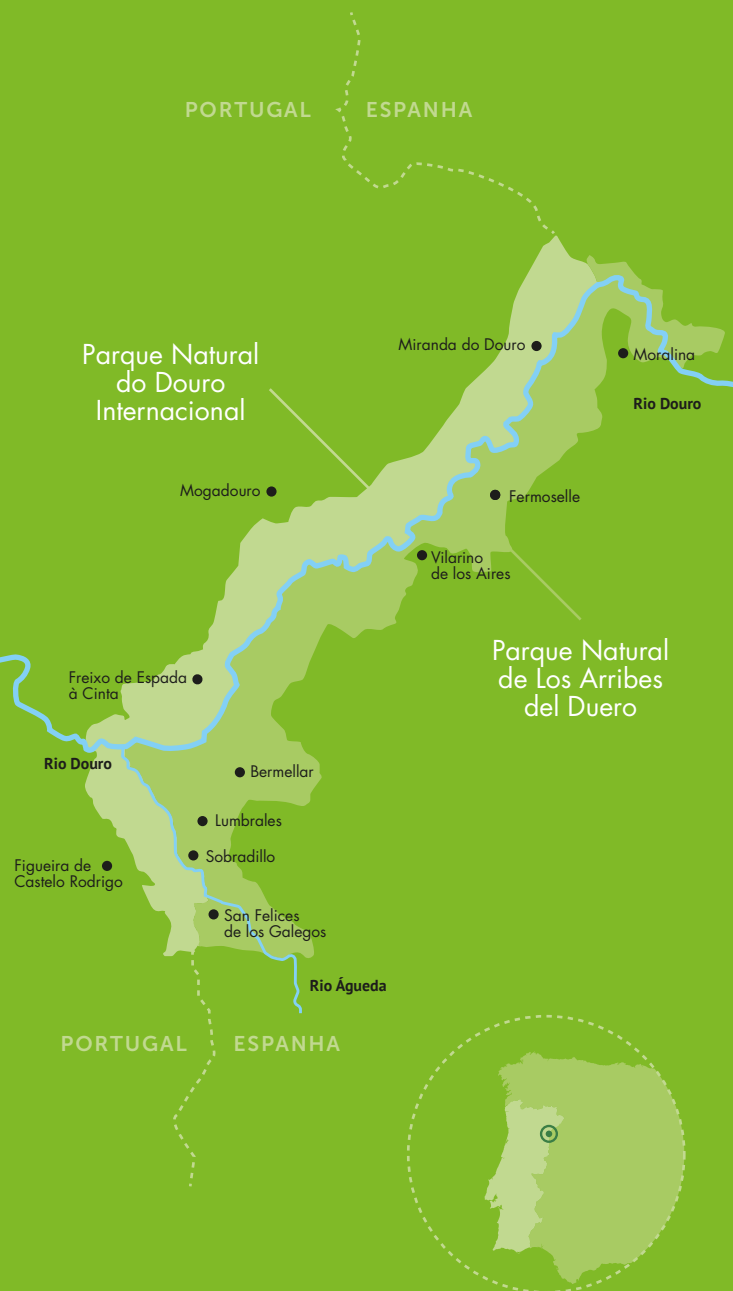 PORTUGAL
ESPANHA
Miranda do Douro
Moralina
Parque Natural
do Douro
Internacional
Rio Douro
Mogadouro
Fermoselle
Vilarino
de los Aires
Parque Natural
de Los Arribes
del Duero
Freixo de Espada
à Cinta
Rio Douro
Bermellar
Lumbrales
Sobradillo
Figueira de
Castelo Rodrigo
San Felices
de los Galegos
Rio Águeda
PORTUGAL
ESPANHA